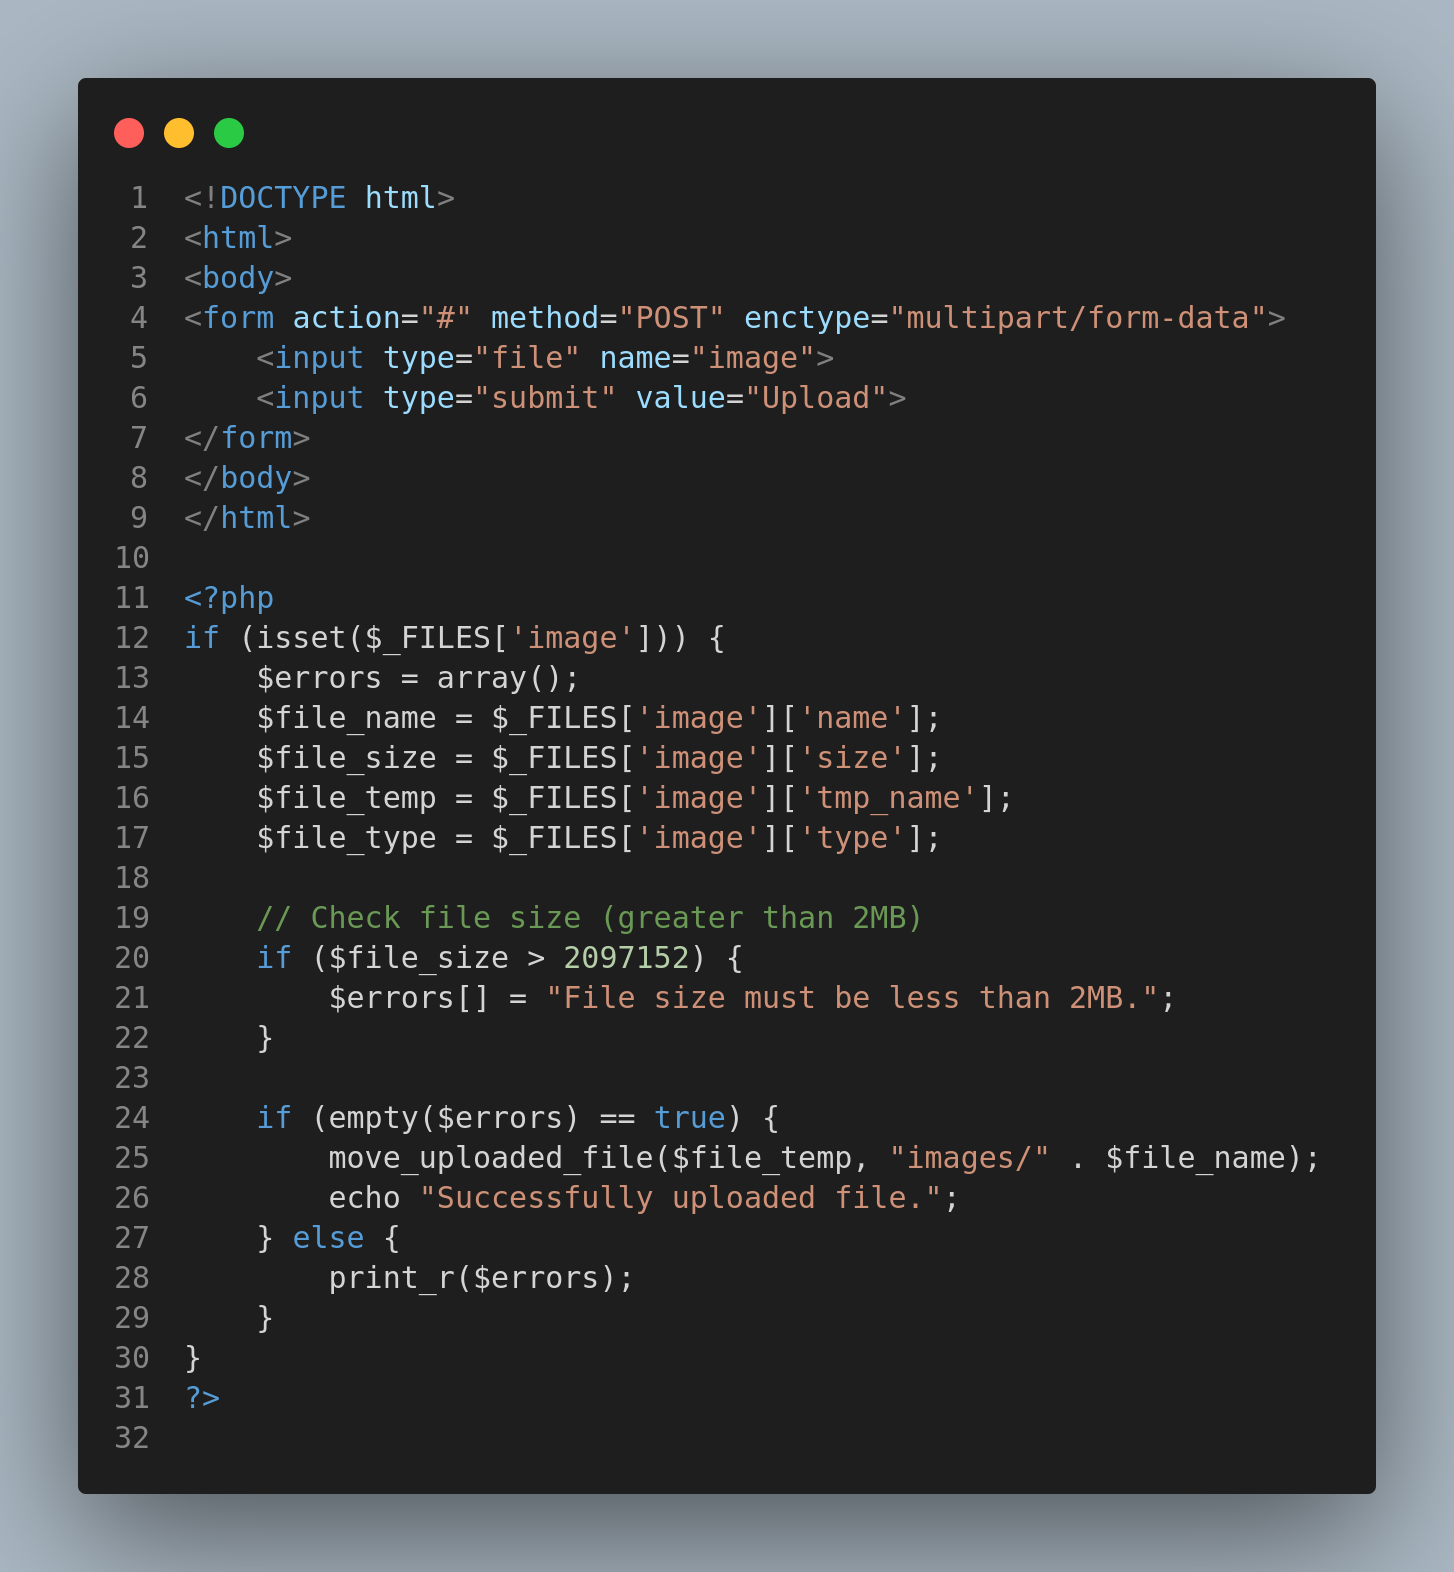 1 <!DOCTYPE html>
2 <html>
3 <body>
4 <form action="#" method="POST" enctype="multipart/form-data">
5     <input type="file" name="image">
6     <input type="submit" value="Upload">
7 </form>
8 </body>
9 </html>
10
11 <?php
12 if (isset($_FILES['image'])) {
13     $errors = array();
14     $file_name = $_FILES['image']['name'];
15     $file_size = $_FILES['image']['size'];
16     $file_temp = $_FILES['image']['tmp_name'];
17     $file_type = $_FILES['image']['type'];
18
19     // Check file size (greater than 2MB)
20     if ($file_size > 2097152) {
21         $errors[] = "File size must be less than 2MB.";
22     }
23
24     if (empty($errors) == true) {
25         move_uploaded_file($file_temp, "images/" . $file_name);
26         echo "Successfully uploaded file.";
27     } else {
28         print_r($errors);
29     }
30 }
31 ?>
32